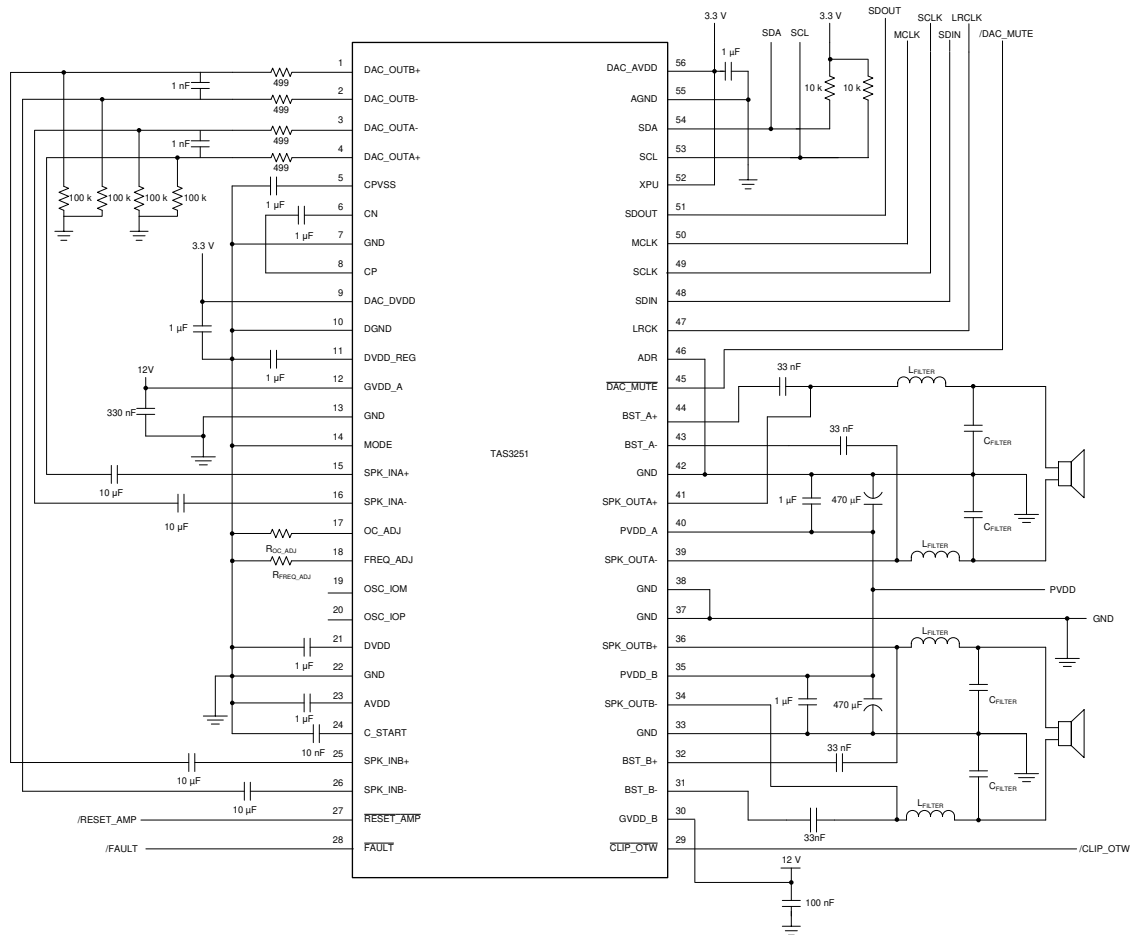 3.3 V
3.3 V
SDOUT
SCLK
LRCLK
SDA
SCL
MCLK
SDIN
/DAC_MUTE
1 µF
1
DAC_OUTB+
DAC_AVDD
56
499
1 nF
10 k
10 k
2
DAC_OUTB-
AGND
55
499
3
DAC_OUTA-
SDA
54
499
1 nF
4
DAC_OUTA+
SCL
53
499
5
CPVSS
XPU
52
100 k
100 k
100 k
100 k
1 µF
6
CN
SDOUT
51
1 µF
3.3 V
7
GND
MCLK
50
8
CP
SCLK
49
9
DAC_DVDD
SDIN
48
1 µF
10
DGND
LRCK
47
11
DVDD_REG
ADR
46
1 µF
33 nF
LFILTER
12V
12
GVDD_A
DAC_MUTE
45
330 nF
13
GND
BST_A+
44
CFILTER
33 nF
14
MODE
BST_A-
43
TAS3251
15
SPK_INA+
GND
42
10 µF
16
SPK_INA-
SPK_OUTA+
41
1 µF
470 µF
10 µF
17
OC_ADJ
PVDD_A
40
CFILTER
ROC_ADJ
LFILTER
18
FREQ_ADJ
SPK_OUTA-
39
RFREQ_ADJ
19
OSC_IOM
GND
38
PVDD
20
OSC_IOP
GND
37
GND
LFILTER
21
DVDD
SPK_OUTB+
36
1 µF
22
GND
PVDD_B
35
23
AVDD
SPK_OUTB-
34
1 µF
470 µF
CFILTER
1 µF
24
C_START
GND
33
10 nF
33 nF
25
SPK_INB+
BST_B+
32
10 µF
CFILTER
26
SPK_INB-
BST_B-
31
10 µF
LFILTER
/RESET_AMP
27
RESET_AMP
GVDD_B
30
33nF
/FAULT
28
FAULT
CLIP_OTW
29
/CLIP_OTW
12 V
100 nF